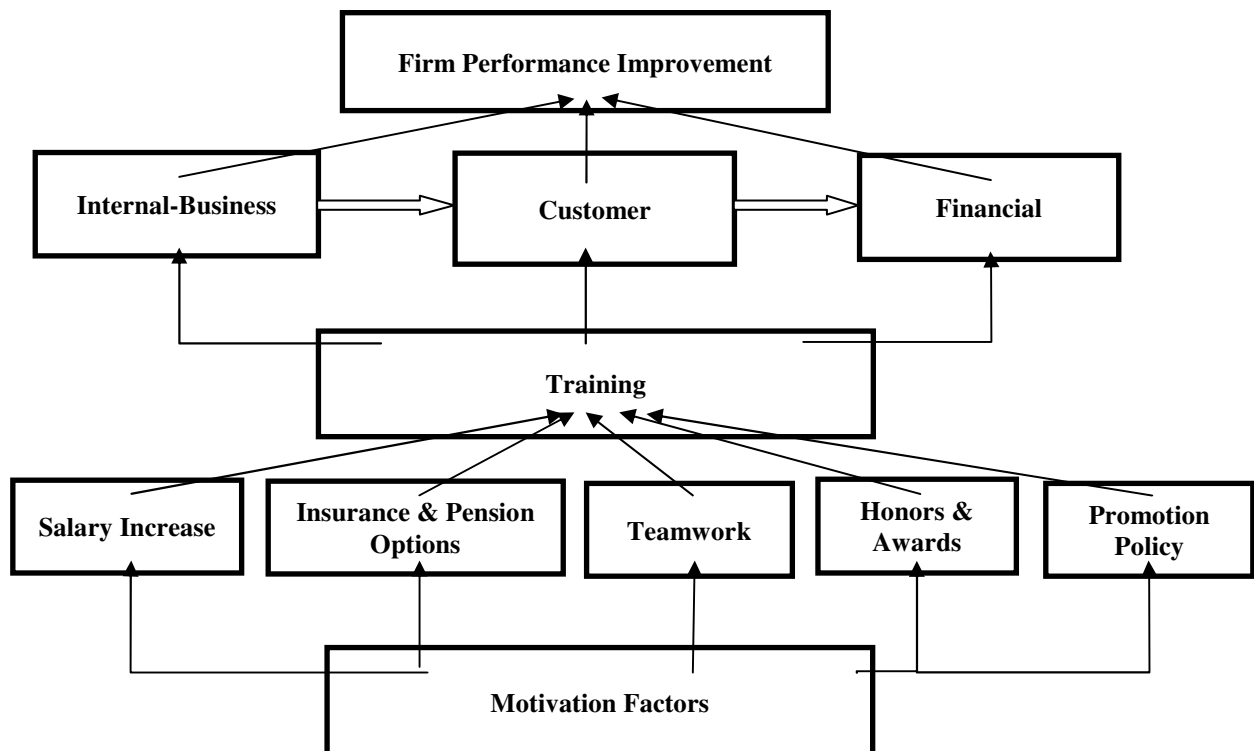 Firm Performance Improvement
Internal-Business
Customer
Financial
Training
Salary Increase
Insurance & Pension
Options
Teamwork
Honors &
Awards
Promotion
Policy
Motivation Factors